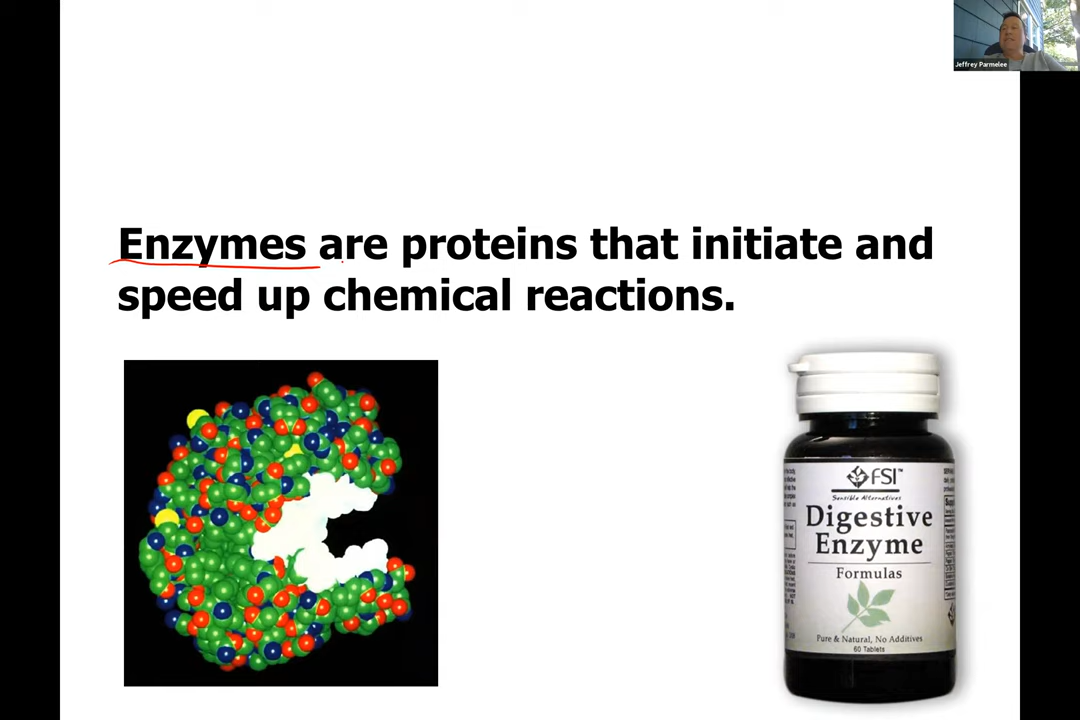 Jeffrey Parmelee
Enzymes are proteins that initiate and
speed up chemical reactions.
FSI™
Sensible Alternatives
Digestive
Enzyme
Formulas
Pure & Natural, No Additives
60 Tablets